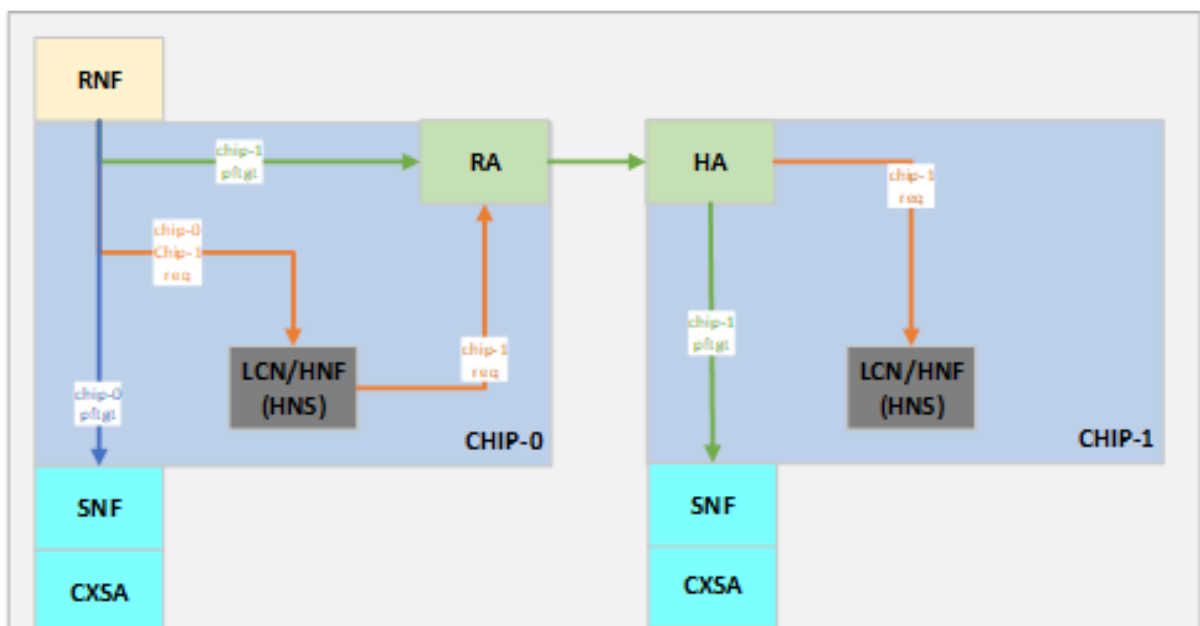 RNF
chip-1
pftgt
RA
HA
chip-1
req
chip-0
Chip-1
req
chip-1
pftgt
chip-1
req
LCN/HNF
(HNS)
LCN/HNF
(HNS)
chip-0
pftgt
CHIP-0
CHIP-1
SNF
SNF
CXSA
CXSA